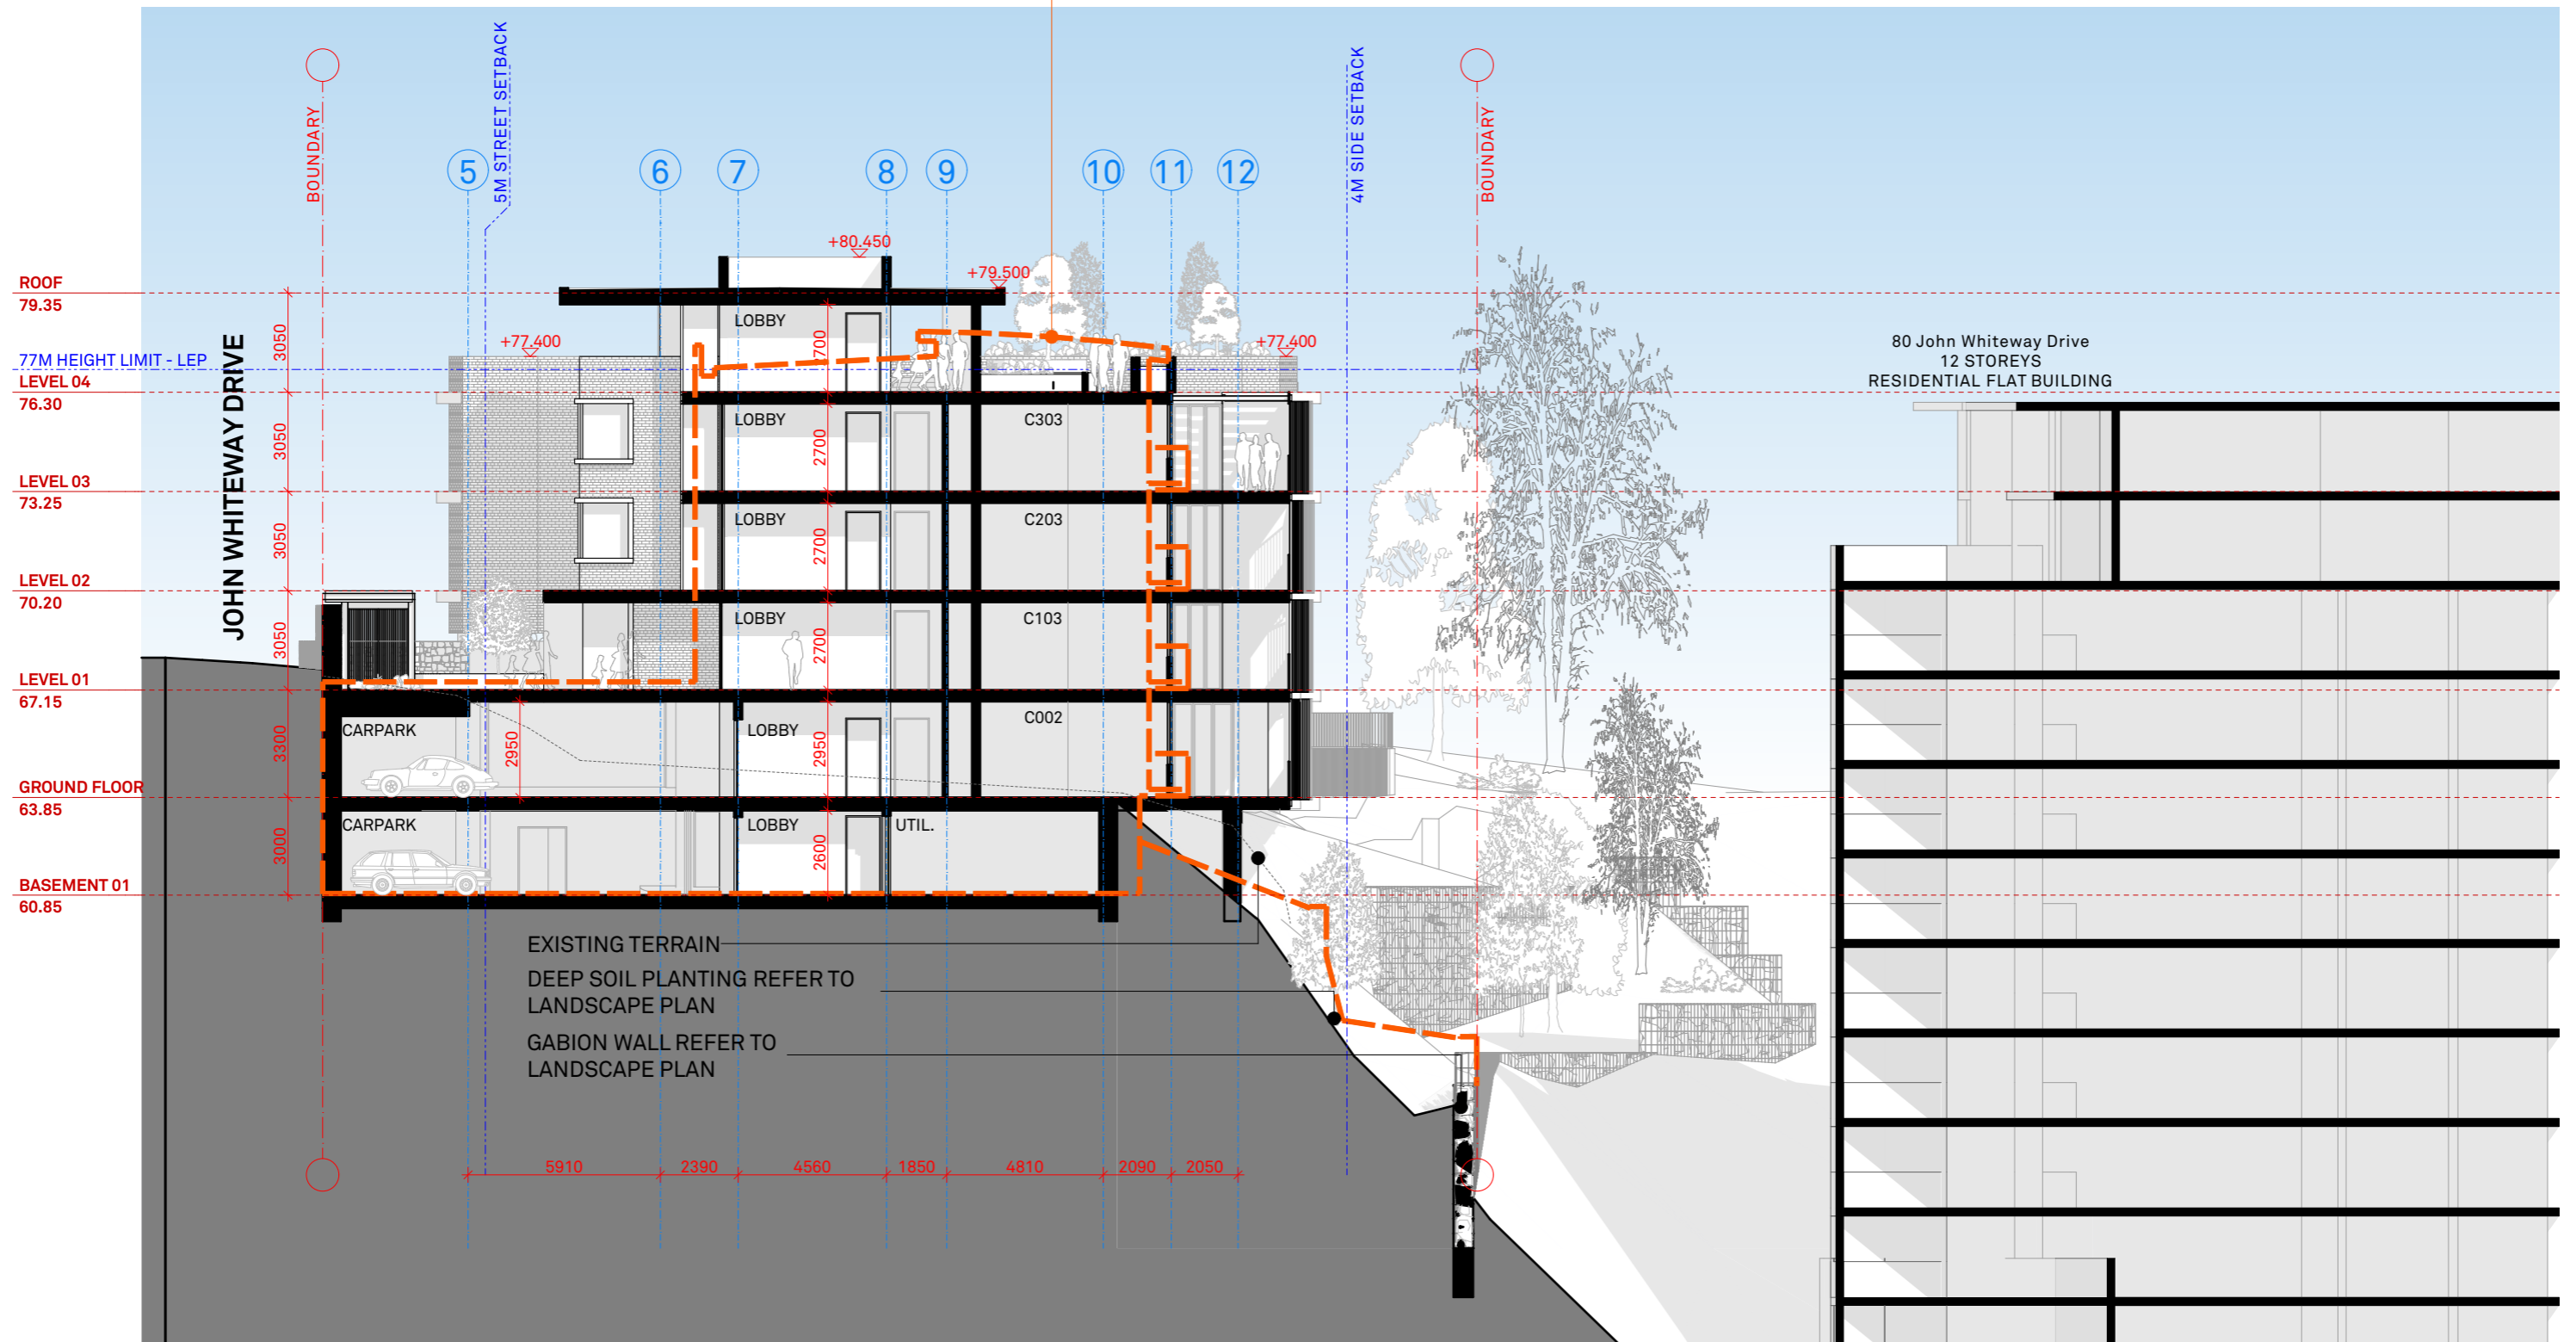 BOUNDARY
5M STREET SETBACK
4M SIDE SETBACK
BOUNDARY
5
6
7
8
9
10
11
12
+80.450
+79.500
+77.400
+77.400
ROOF
79.35
77M HEIGHT LIMIT - LEP
LEVEL 04
76.30
LEVEL 03
73.25
LEVEL 02
70.20
LEVEL 01
67.15
GROUND FLOOR
63.85
BASEMENT 01
60.85
JOHN WHITEWAY DRIVE
3050
3050
3050
3050
3300
3000
LOBBY
2700
LOBBY
2700
C303
LOBBY
2700
C203
LOBBY
2700
C103
CARPARK
2950
LOBBY
2950
C002
CARPARK
LOBBY
2600
UTIL.
80 John Whiteway Drive
12 STOREYS
RESIDENTIAL FLAT BUILDING
EXISTING TERRAIN
DEEP SOIL PLANTING REFER TO
LANDSCAPE PLAN
GABION WALL REFER TO
LANDSCAPE PLAN
5910
2390
4560
1850
4810
2090
2050